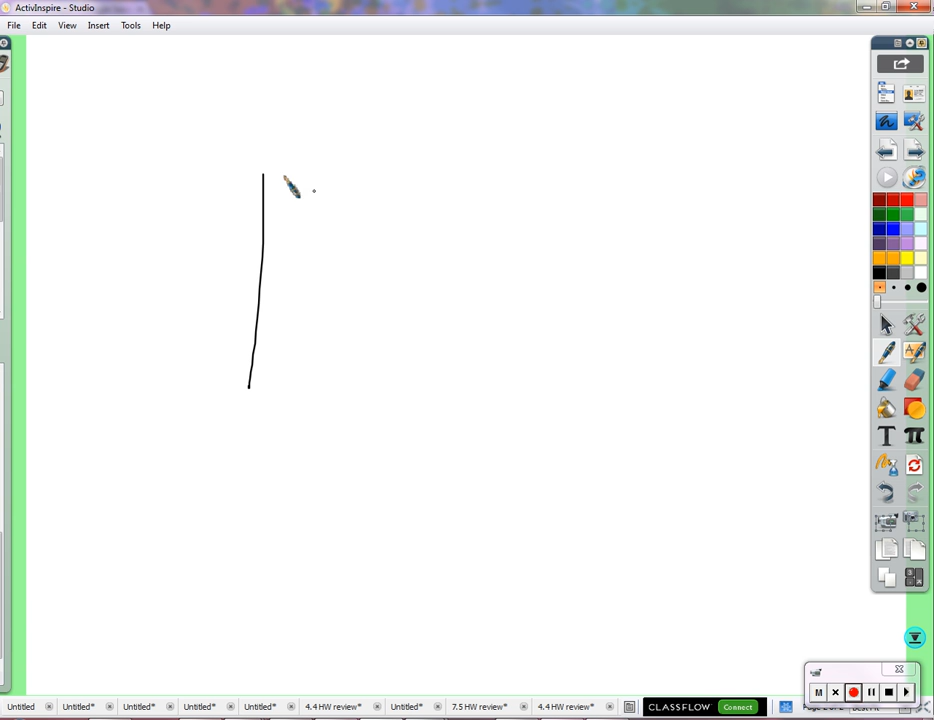 ActivInspire - Studio
File Edit View Insert Tools Help
T π
M
Untitled Untitled* Untitled* Untitled* Untitled* 4.4 HW review* Untitled* 7.5 HW review* 4.4 HW review* CLASSFLOW Connect